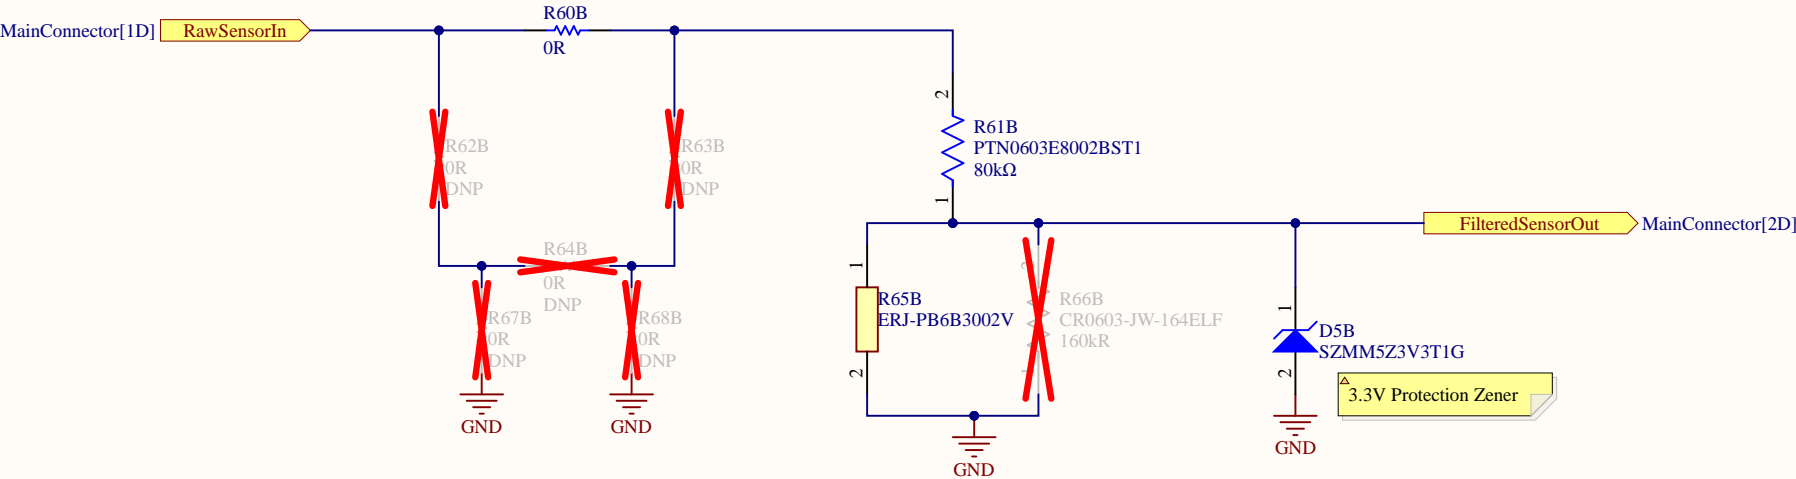 R60B
MainConnector[1D]
RawSensorIn
0R
2
R61B
PTN0603E8002BST1
80kΩ
1
R62B
0R
DNP
R63B
0R
DNP
FilteredSensorOut
MainConnector[2D]
R64B
0R
DNP
1
R65B
ERJ-PB6B3002V
2
R66B
CR0603-JW-164ELF
160kR
R67B
0R
DNP
R68B
0R
DNP
1
D5B
SZMM5Z3V3T1G
2
3.3V Protection Zener
GND
GND
GND
GND